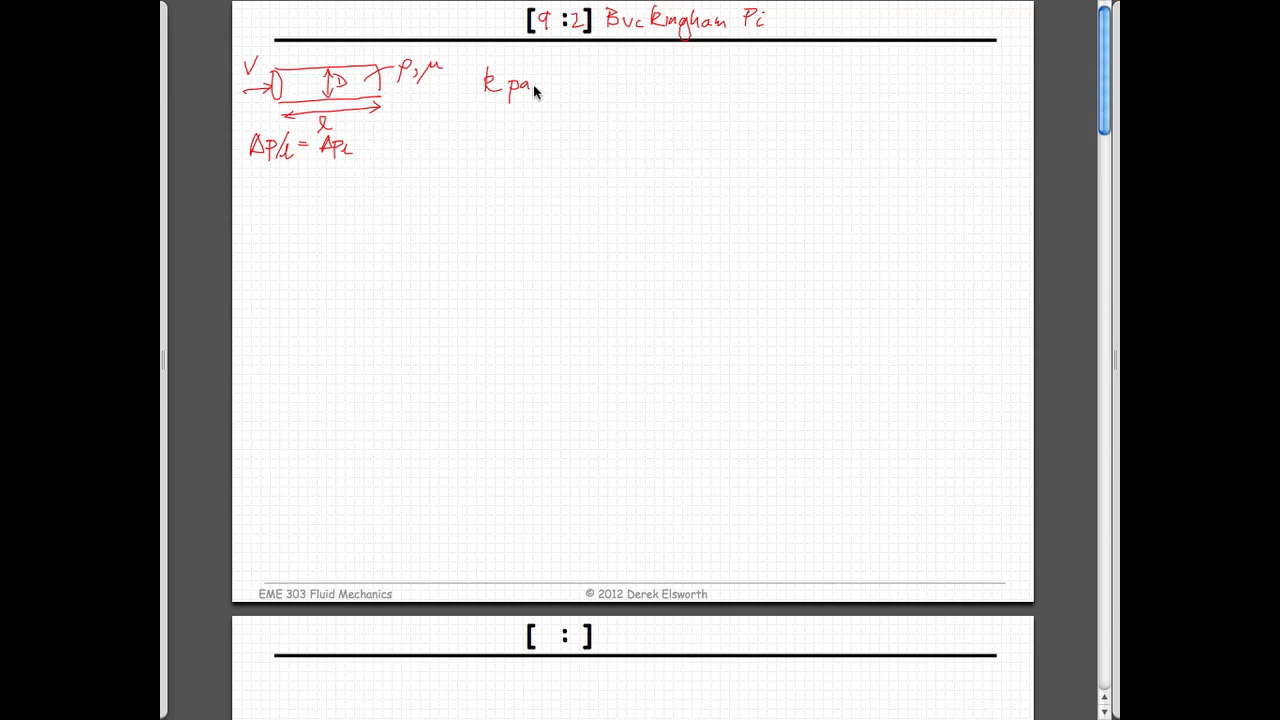 [9:2] Buckingham Pi
V
D
ρ, μ
k pa
l
Δp/l = Δpl
EME 303 Fluid Mechanics
© 2012 Derek Elsworth
[ : ]